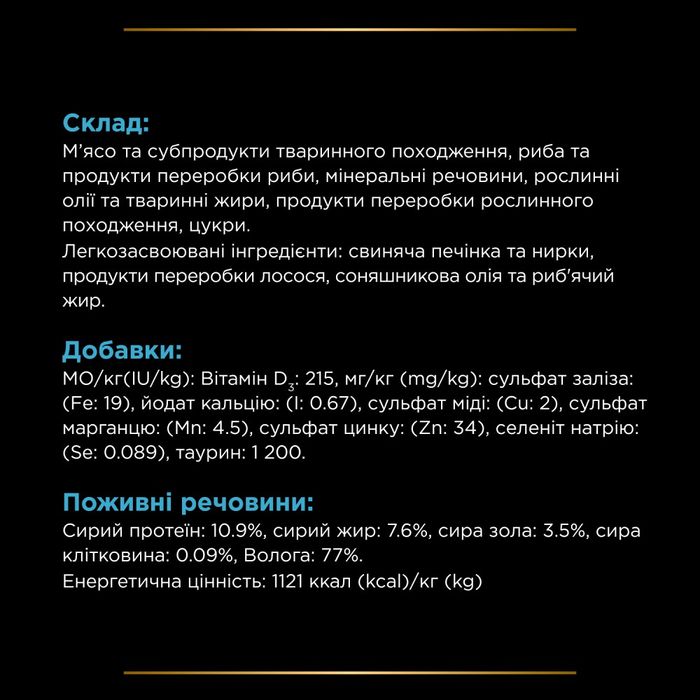 Склад:
М'ясо та субпродукти тваринного походження, риба та
продукти переробки риби, мінеральні речовини, рослинні
олії та тваринні жири, продукти переробки рослинного
походження, цукри.
Легкозасвоювані інгредієнти: свиняча печінка та нирки,
продукти переробки лосося, соняшникова олія та риб'ячий
жир.
Добавки:
МО/кг(IU/kg): Вітамін D₃: 215, мг/кг (mg/kg): сульфат заліза:
(Fe: 19), йодат кальцію: (I: 0.67), сульфат міді: (Cu: 2), сульфат
марганцю: (Mn: 4.5), сульфат цинку: (Zn: 34), селеніт натрію:
(Se: 0.089), таурин: 1 200.
Поживні речовини:
Сирий протеїн: 10.9%, сирий жир: 7.6%, сира зола: 3.5%, сира
клітковина: 0.09%, Волога: 77%.
Енергетична цінність: 1121 ккал (kcal)/кг (kg)